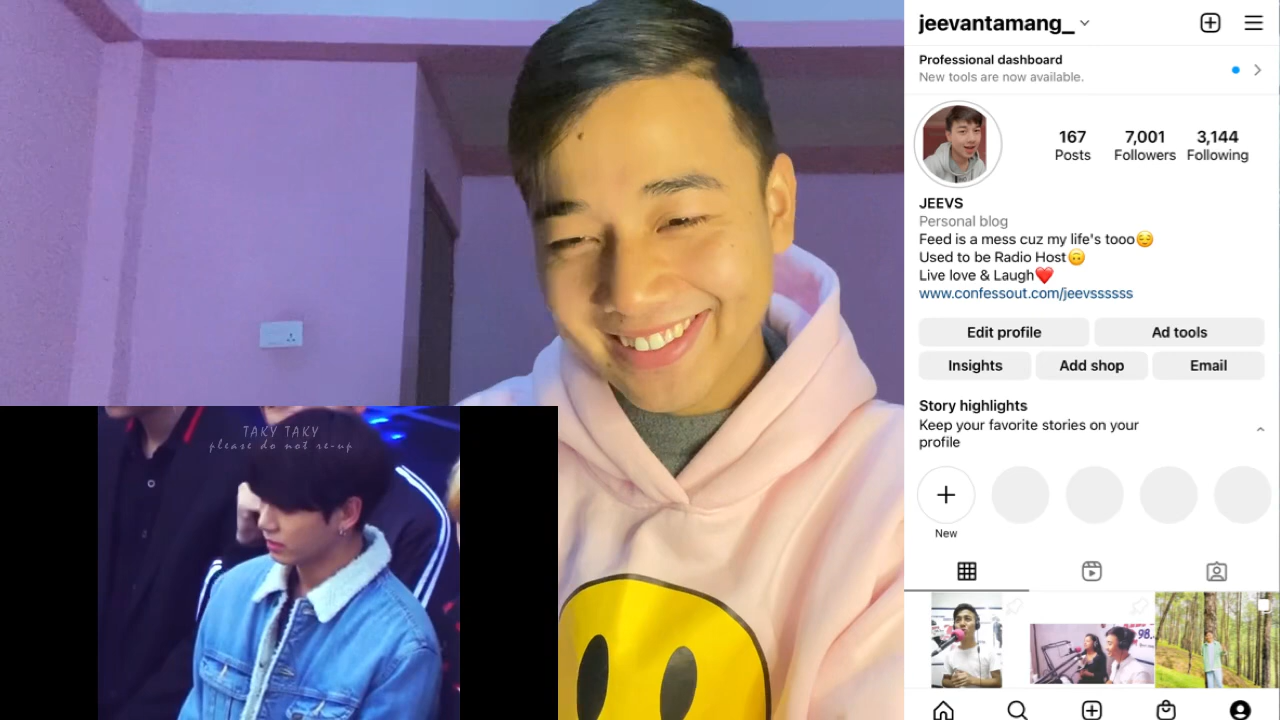 TAKY TAKY
please do not re-up
jeevantamang_
Professional dashboard
New tools are now available.
167
Posts
7,001
Followers
3,144
Following
JEEVS
Personal blog
Feed is a mess cuz my life's tooo😌
Used to be Radio Host🙃
Live love & Laugh❤️
www.confessout.com/jeevssssss
Edit profile
Ad tools
Insights
Add shop
Email
Story highlights
Keep your favorite stories on your
profile
New
98.